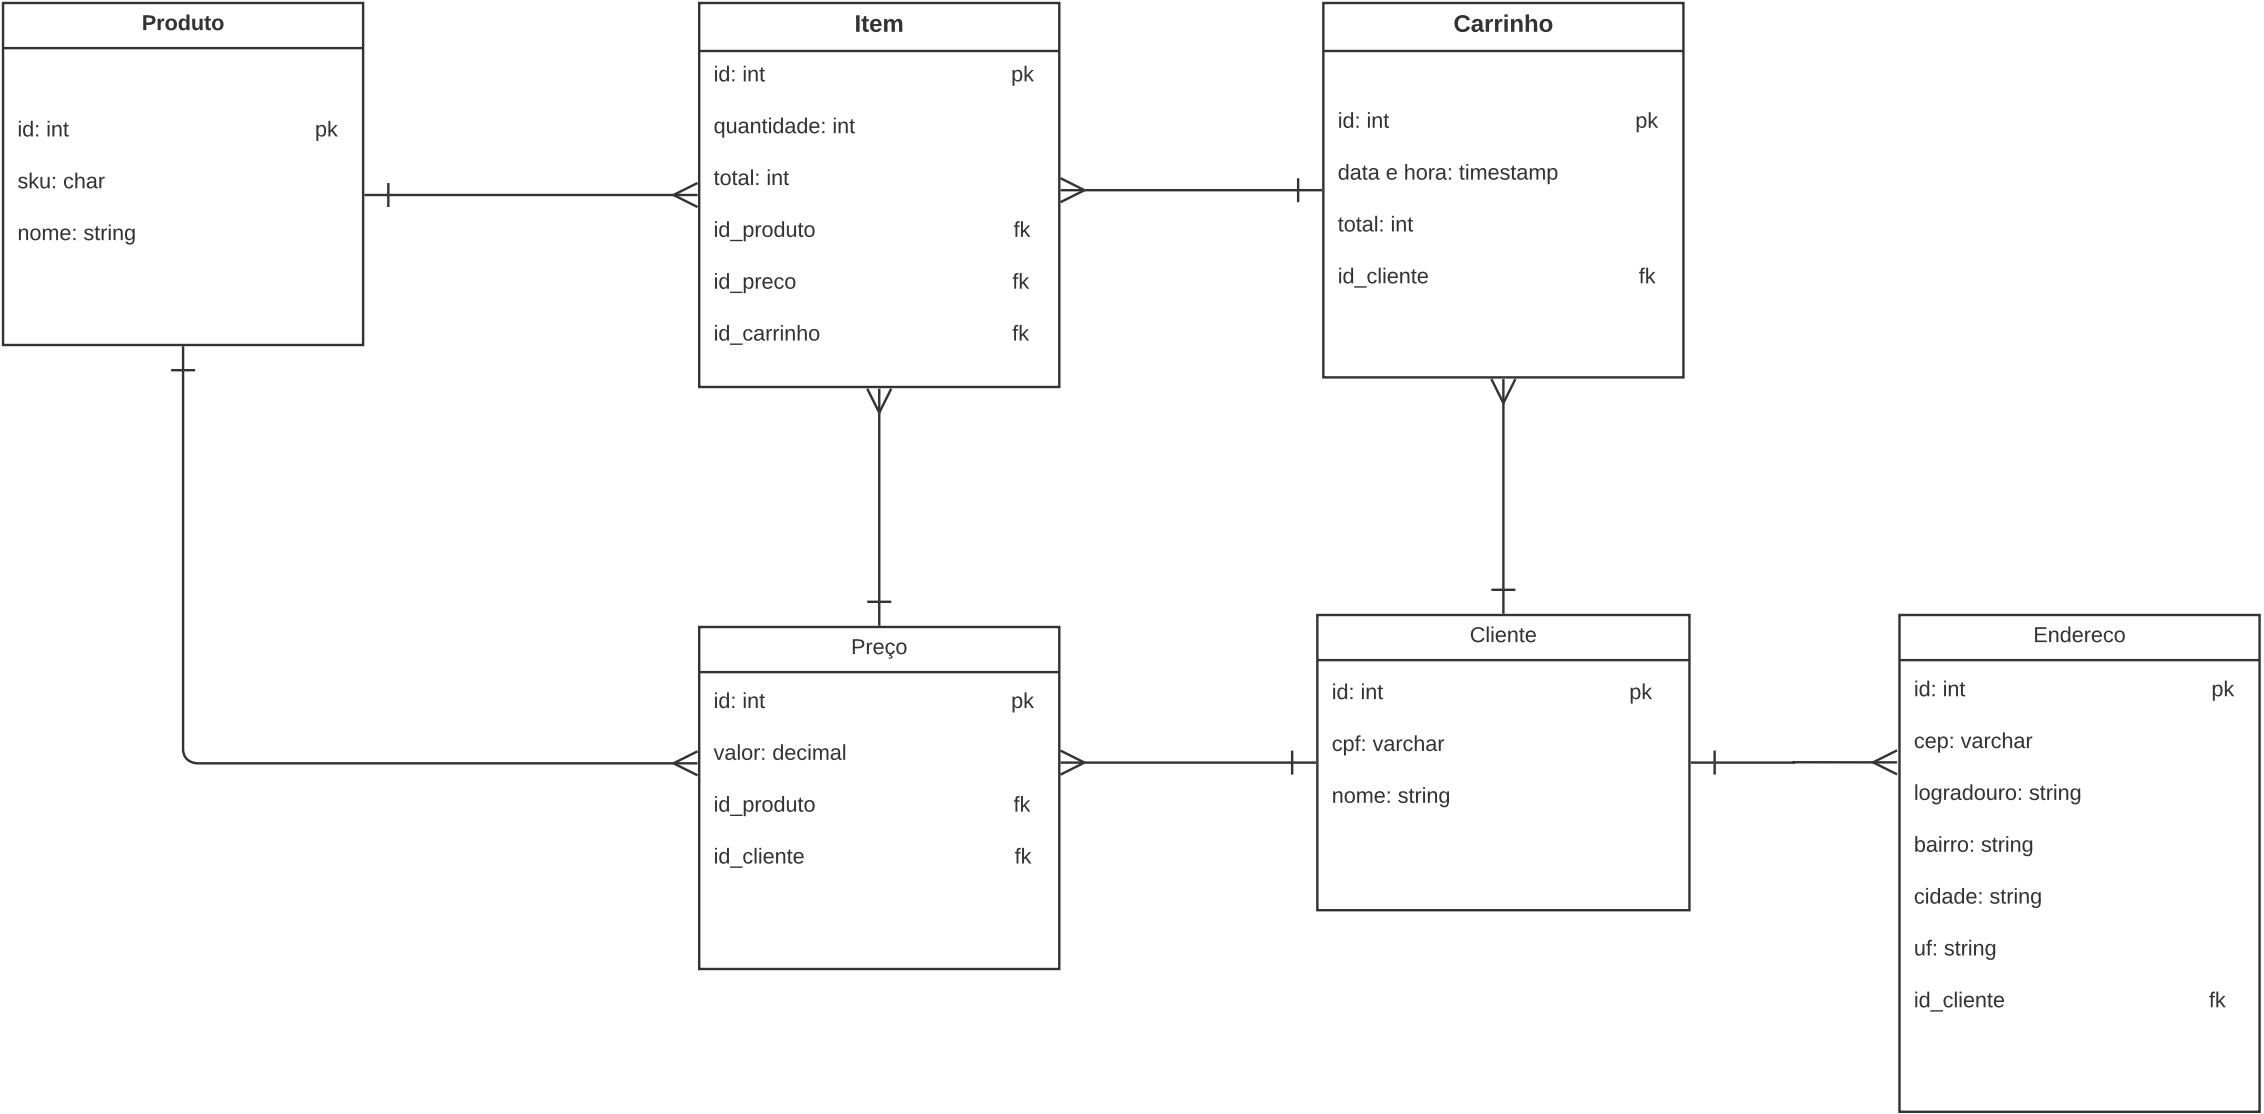 Produto
id: int pk
sku: char
nome: string
Item
id: int pk
quantidade: int
total: int
id_produto fk
id_preco fk
id_carrinho fk
Carrinho
id: int pk
data e hora: timestamp
total: int
id_cliente fk
Preço
id: int pk
valor: decimal
id_produto fk
id_cliente fk
Cliente
id: int pk
cpf: varchar
nome: string
Endereco
id: int pk
cep: varchar
logradouro: string
bairro: string
cidade: string
uf: string
id_cliente fk